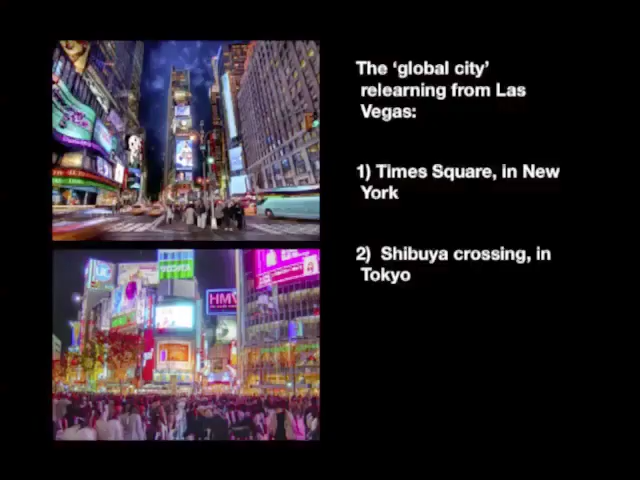 The ‘global city’
relearning from Las
Vegas:
1) Times Square, in New
York
2) Shibuya crossing, in
Tokyo
HMV